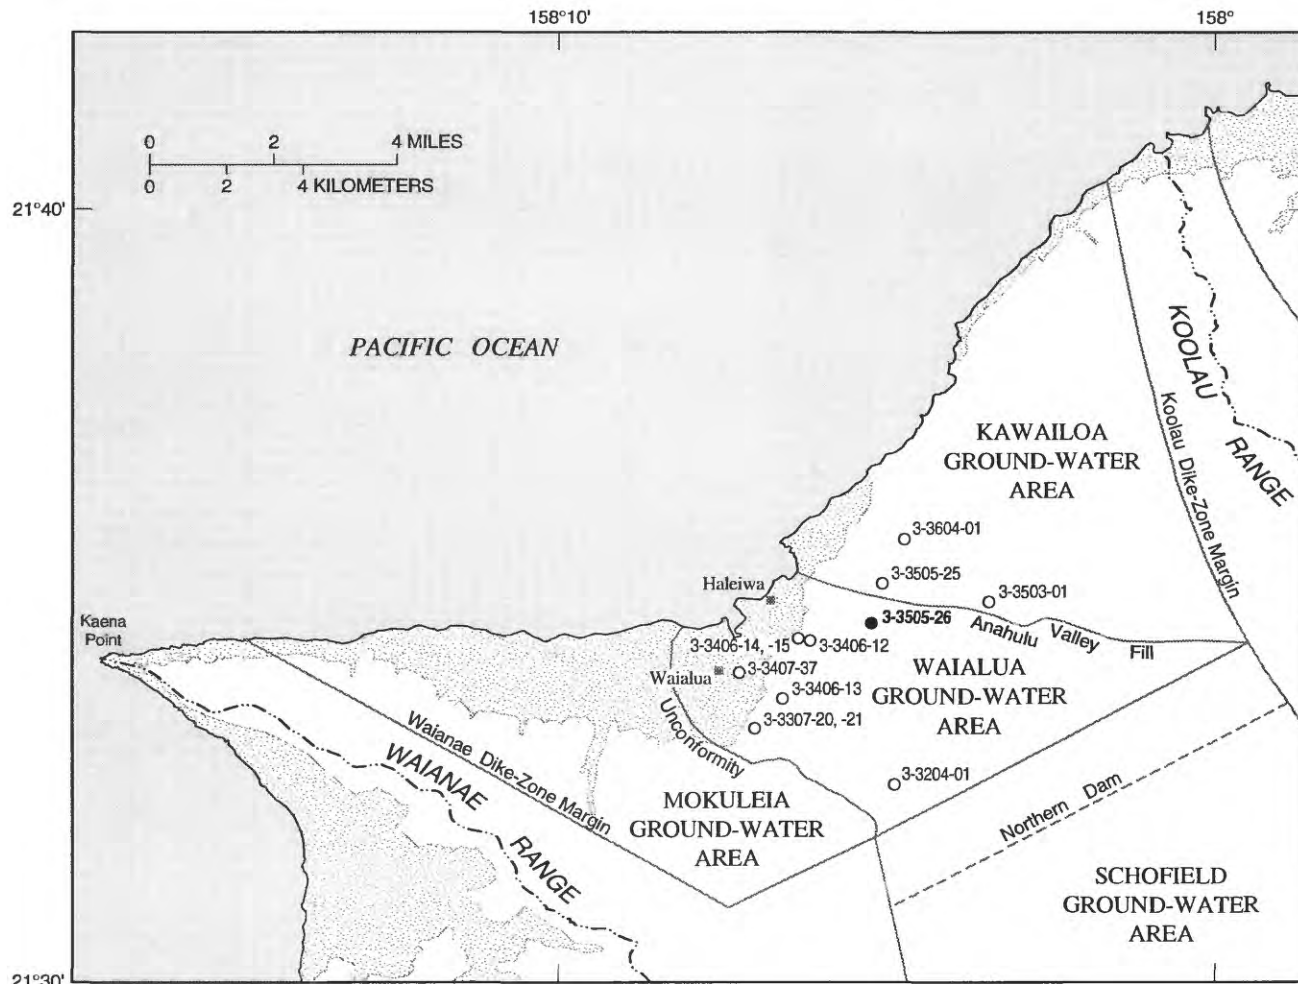 158°10'
158°
0 2 4 MILES
0 2 4 KILOMETERS
21°40'
PACIFIC OCEAN
KOOLAU
RANGE
Koolau Dike-Zone Margin
KAWAILOA
GROUND-WATER
AREA
3-3604-01
3-3505-25
3-3503-01
Haleiwa
3-3505-26
Anahulu Valley Fill
Kaena
Point
3-3406-14, -15
3-3406-12
Waialua
3-3407-37
3-3406-13
3-3307-20, -21
WAIALUA
GROUND-WATER
AREA
Unconformity
Waianae Dike-Zone Margin
WAIANAE
RANGE
3-3204-01
MOKULEIA
GROUND-WATER
AREA
Northern Dam
SCHOFIELD
GROUND-WATER
AREA
21°30'